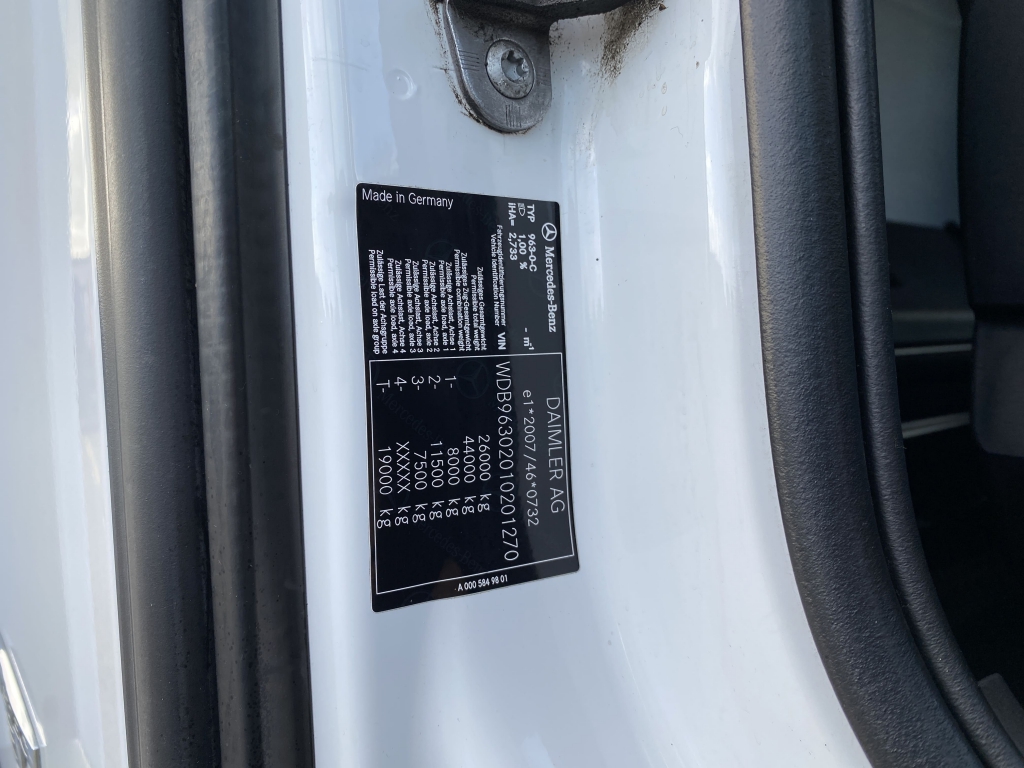 Mercedes-Benz
TYP 963-0-C - m¹
1,00 %
IHA= 2,733
DAIMLER AG
e1*2007/46*0732
Fahrzeugidentifizierungsnummer
Vehicle Identification Number VIN WDB96302010201270
Zulässiges Gesamtgewicht
Permissible total weight 26000 kg
Zulässiges Zug-Gesamtgewicht
Permissible combination weight 44000 kg
Zulässige Achslast, Achse 1
Permissible axle load, axle 1 1- 8000 kg
Zulässige Achslast, Achse 2
Permissible axle load, axle 2 2- 11500 kg
Zulässige Achslast, Achse 3
Permissible axle load, axle 3 3- 7500 kg
Zulässige Achslast, Achse 4
Permissible axle load, axle 4 4- XXXXX kg
Zulässige Last der Achsgruppe
Permissible load on axle group T- 19000 kg
Made in Germany
A 000 584 98 01